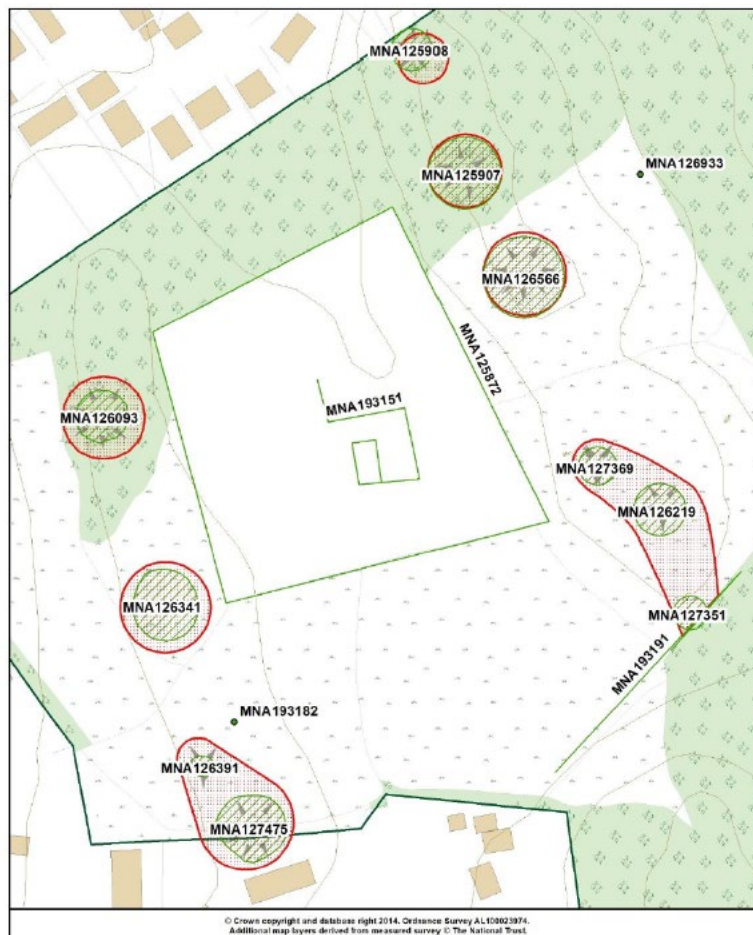 MNA125908
MNA126933
MNA125907
MNA126566
MNA125872
MNA193151
MNA126093
MNA127369
MNA126219
MNA126341
MNA127351
MNA193191
MNA193182
MNA126391
MNA127475
© Crown copyright and database right 2014. Ordnance Survey AL100023974.
Additional map layers derived from measured survey © The National Trust.